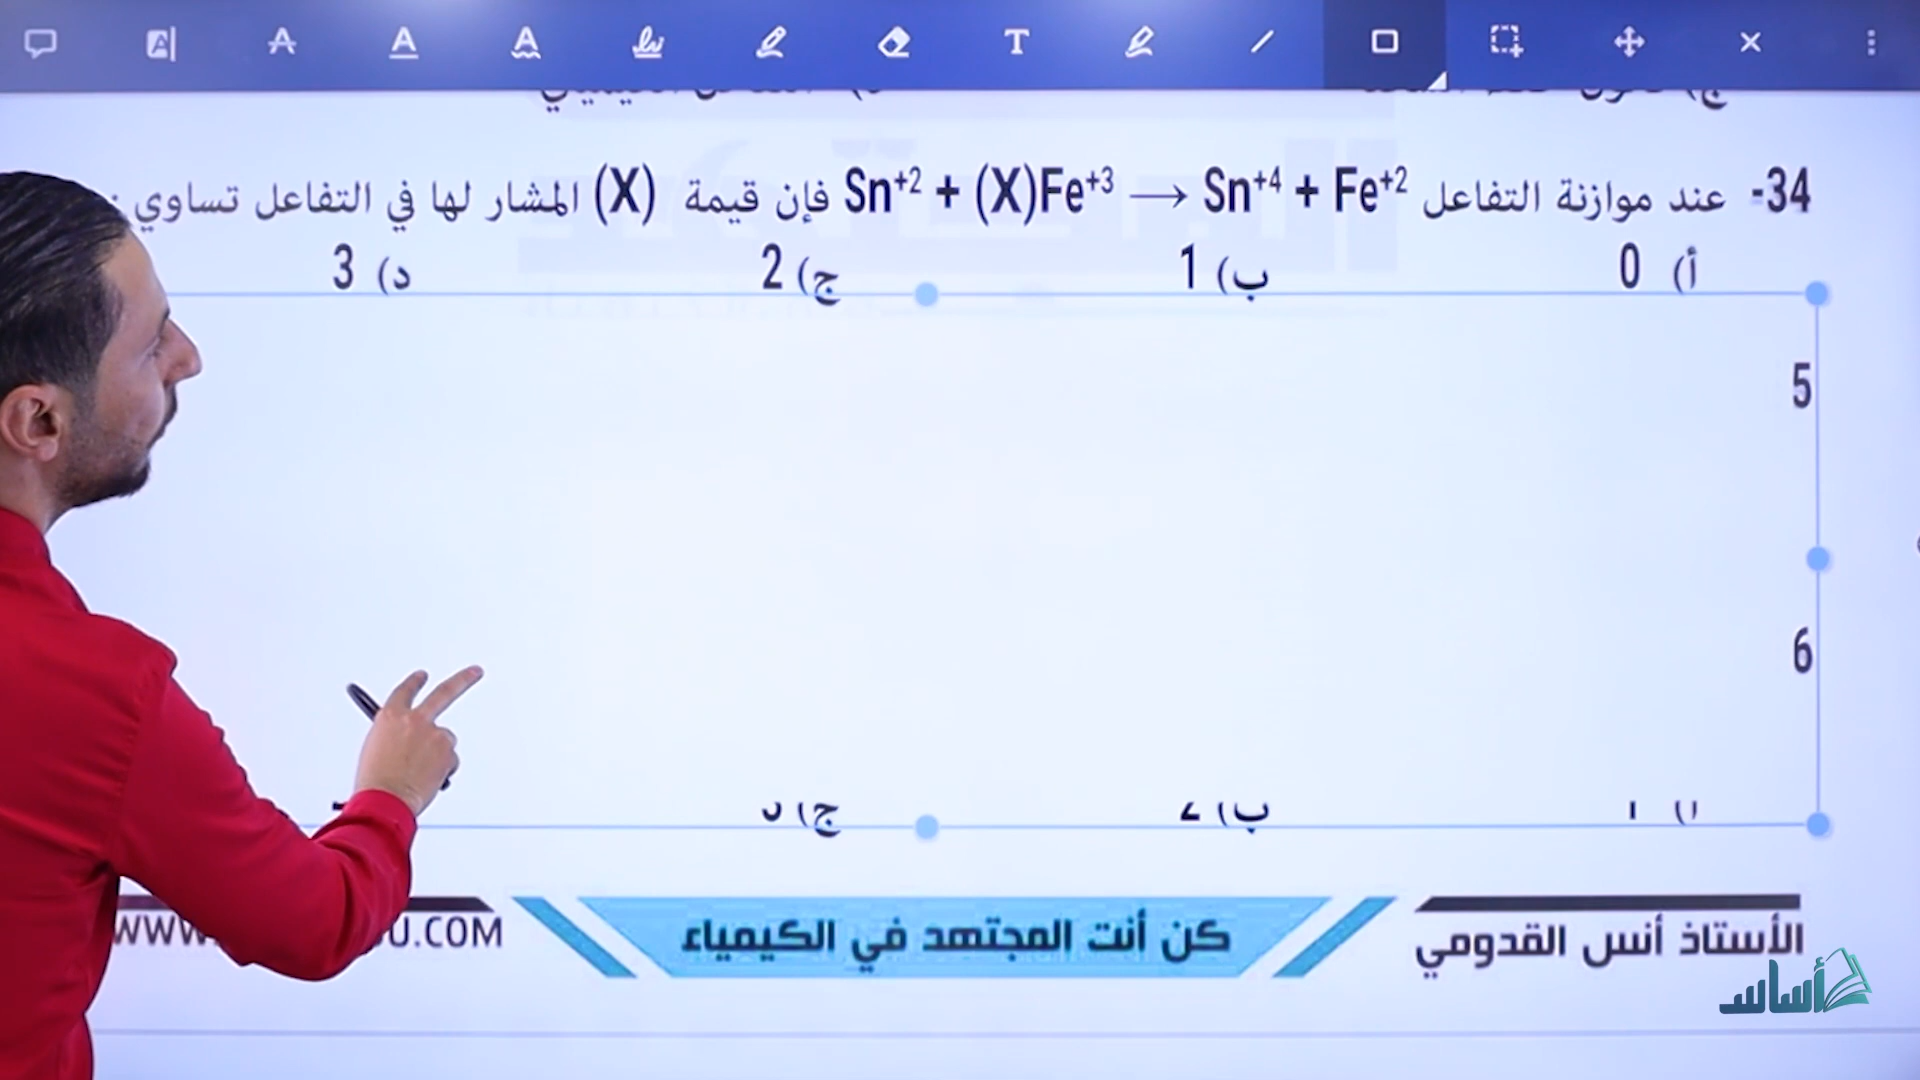 34- عند موازنة التفاعل Sn+2 + (X)Fe+3 → Sn+4 + Fe+2 فإن قيمة (X) المشار لها في التفاعل تساوي :
أ) 0 ب) 1 ج) 2 د) 3
5
6
الأستاذ أنس القدومي
كن أنت المجتهد في الكيمياء
U.COM
أساس